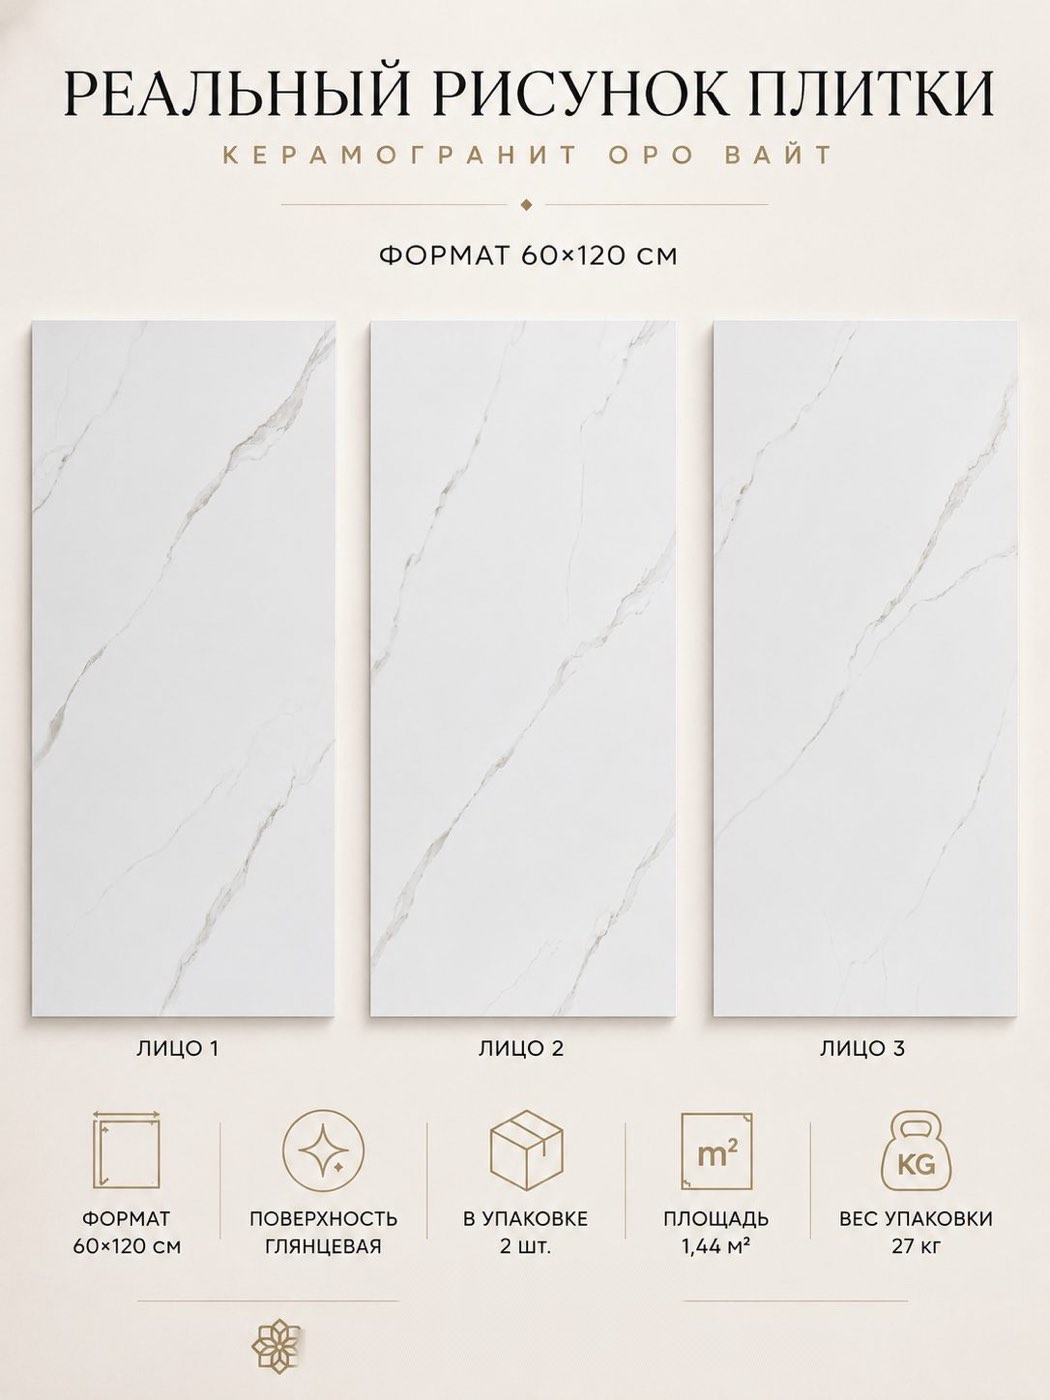 РЕАЛЬНЫЙ РИСУНОК ПЛИТКИ
КЕРАМОГРАНИТ ОРО ВАЙТ
ФОРМАТ 60×120 СМ
ЛИЦО 1
ЛИЦО 2
ЛИЦО 3
ФОРМАТ
60×120 СМ
ПОВЕРХНОСТЬ
ГЛЯНЦЕВАЯ
В УПАКОВКЕ
2 шт.
m²
ПЛОЩАДЬ
1,44 м²
KG
ВЕС УПАКОВКИ
27 кг